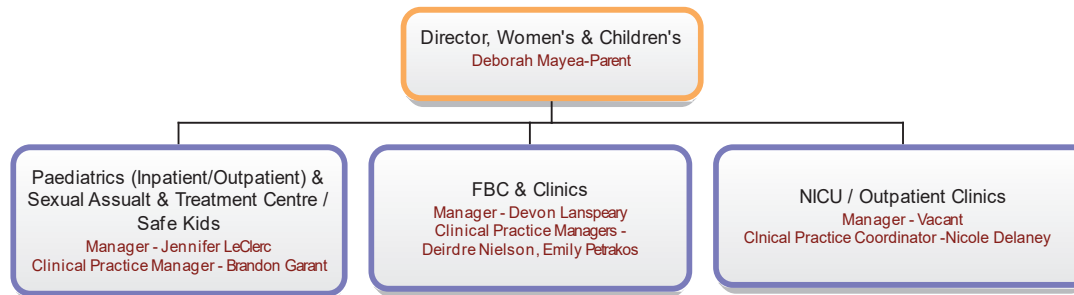 Director, Women's & Children's
Deborah Mayea-Parent
Paediatrics (Inpatient/Outpatient) &
Sexual Assualt & Treatment Centre /
Safe Kids
Manager - Jennifer LeClerc
Clinical Practice Manager - Brandon Garant
FBC & Clinics
Manager - Devon Lanspeary
Clinical Practice Managers -
Deirdre Nielson, Emily Petrakos
NICU / Outpatient Clinics
Manager - Vacant
Clnical Practice Coordinator -Nicole Delaney